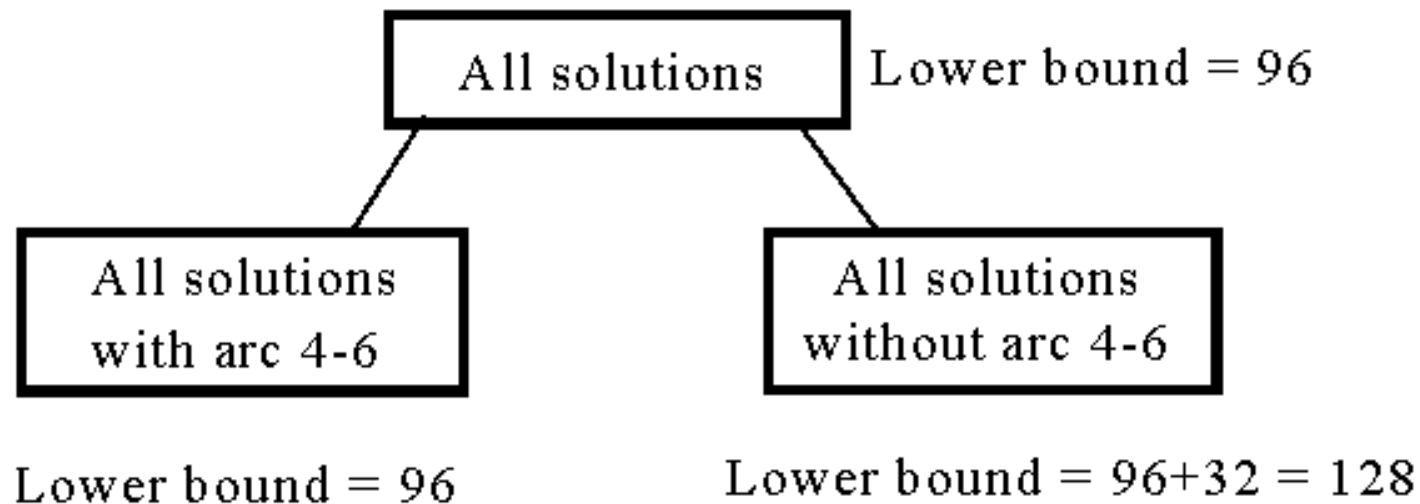 All solutions
Lower bound = 96
All solutions
with arc 4-6
All solutions
without arc 4-6
Lower bound = 96
Lower bound = 96+32 = 128